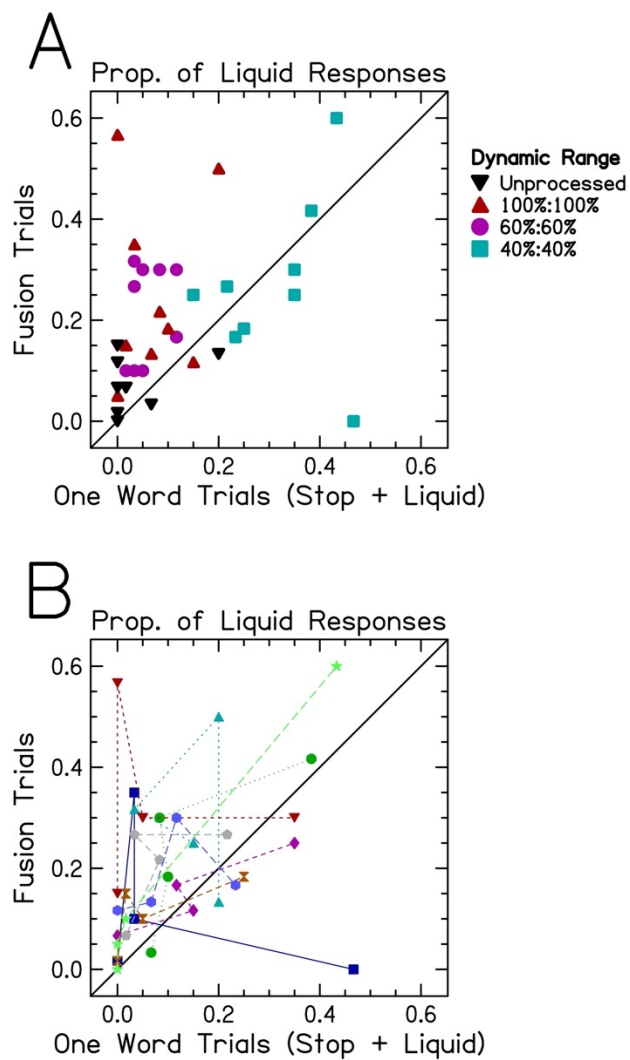 A
Prop. of Liquid Responses
0.6
0.4
0.2
0.0
Fusion Trials
0.0 0.2 0.4 0.6
One Word Trials (Stop + Liquid)
Dynamic Range
Unprocessed
100%:100%
60%:60%
40%:40%
B
Prop. of Liquid Responses
0.6
0.4
0.2
0.0
Fusion Trials
0.0 0.2 0.4 0.6
One Word Trials (Stop + Liquid)